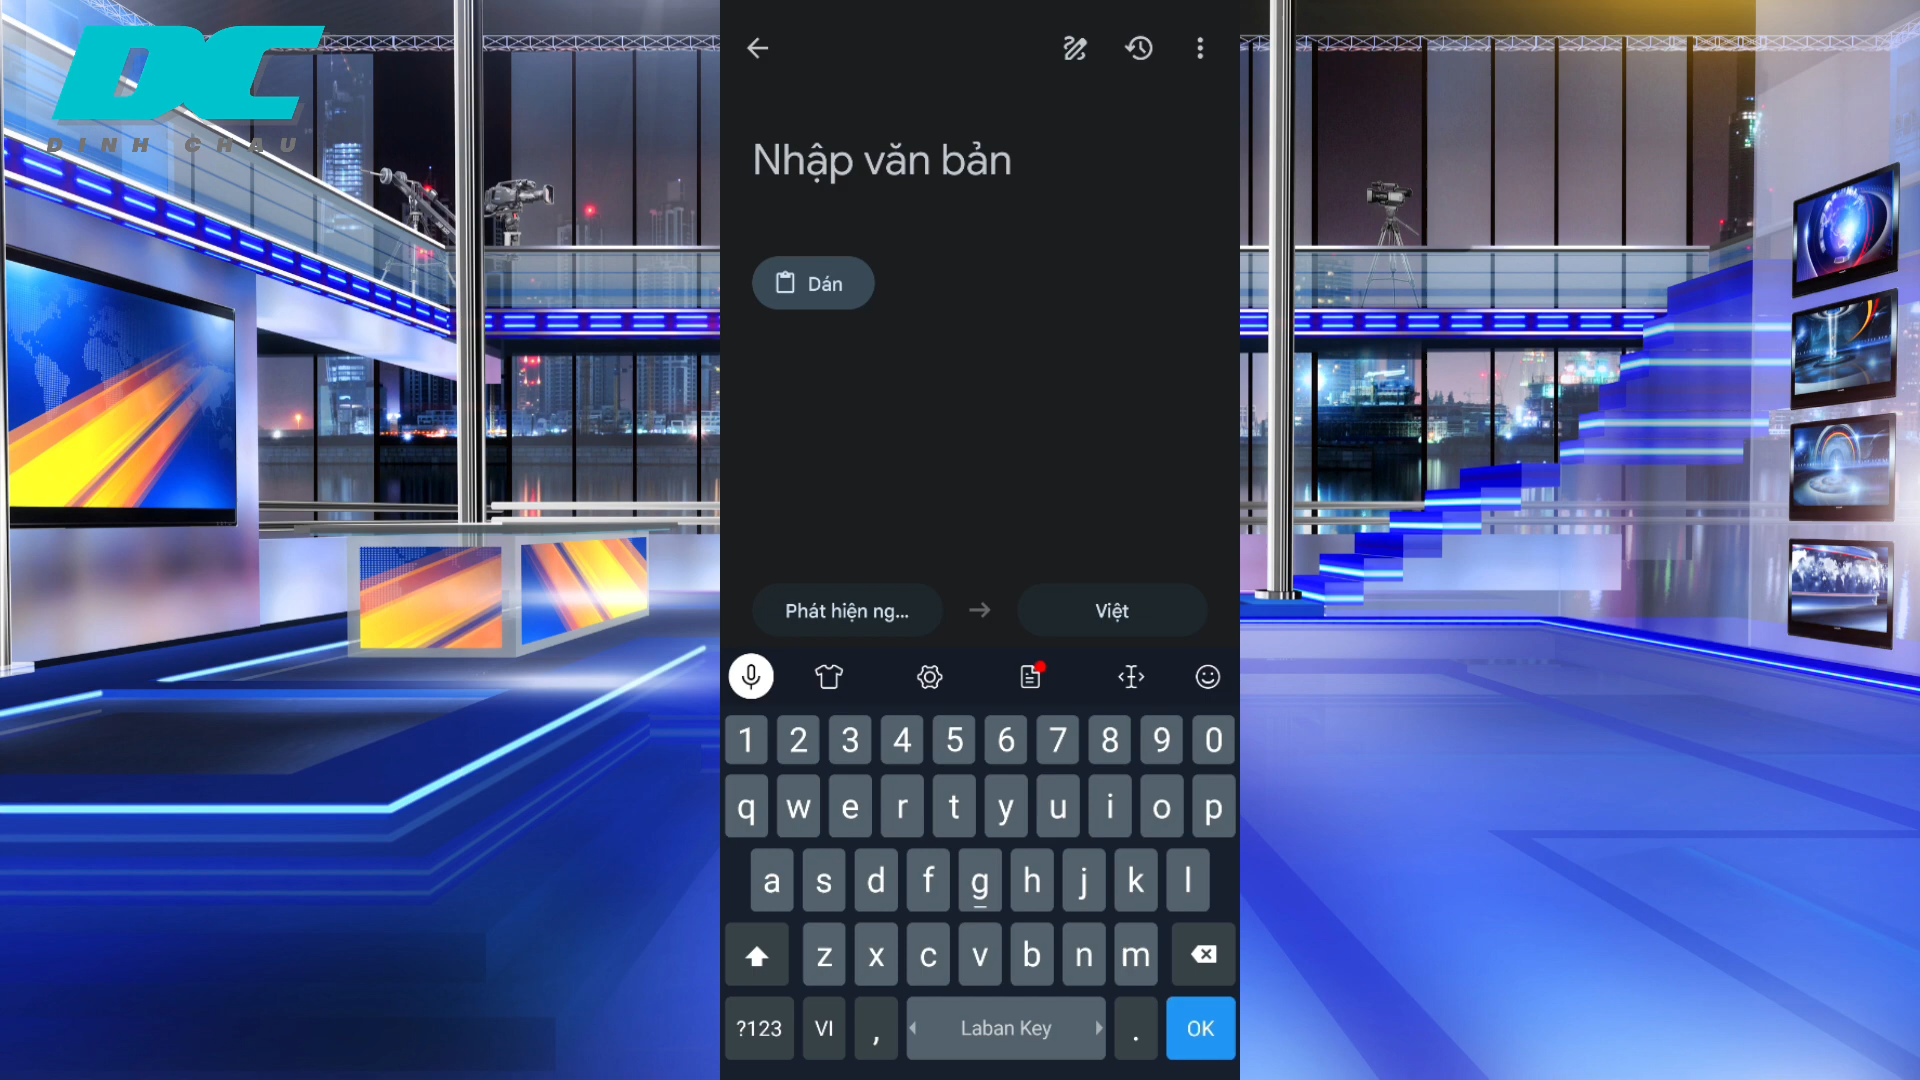 DC
DINH CHAU
Nhập văn bản
Dán
Phát hiện ng...
Việt
1 2 3 4 5 6 7 8 9 0
q w e r t y u i o p
a s d f g h j k l
z x c v b n m
?123 VI , Laban Key . OK